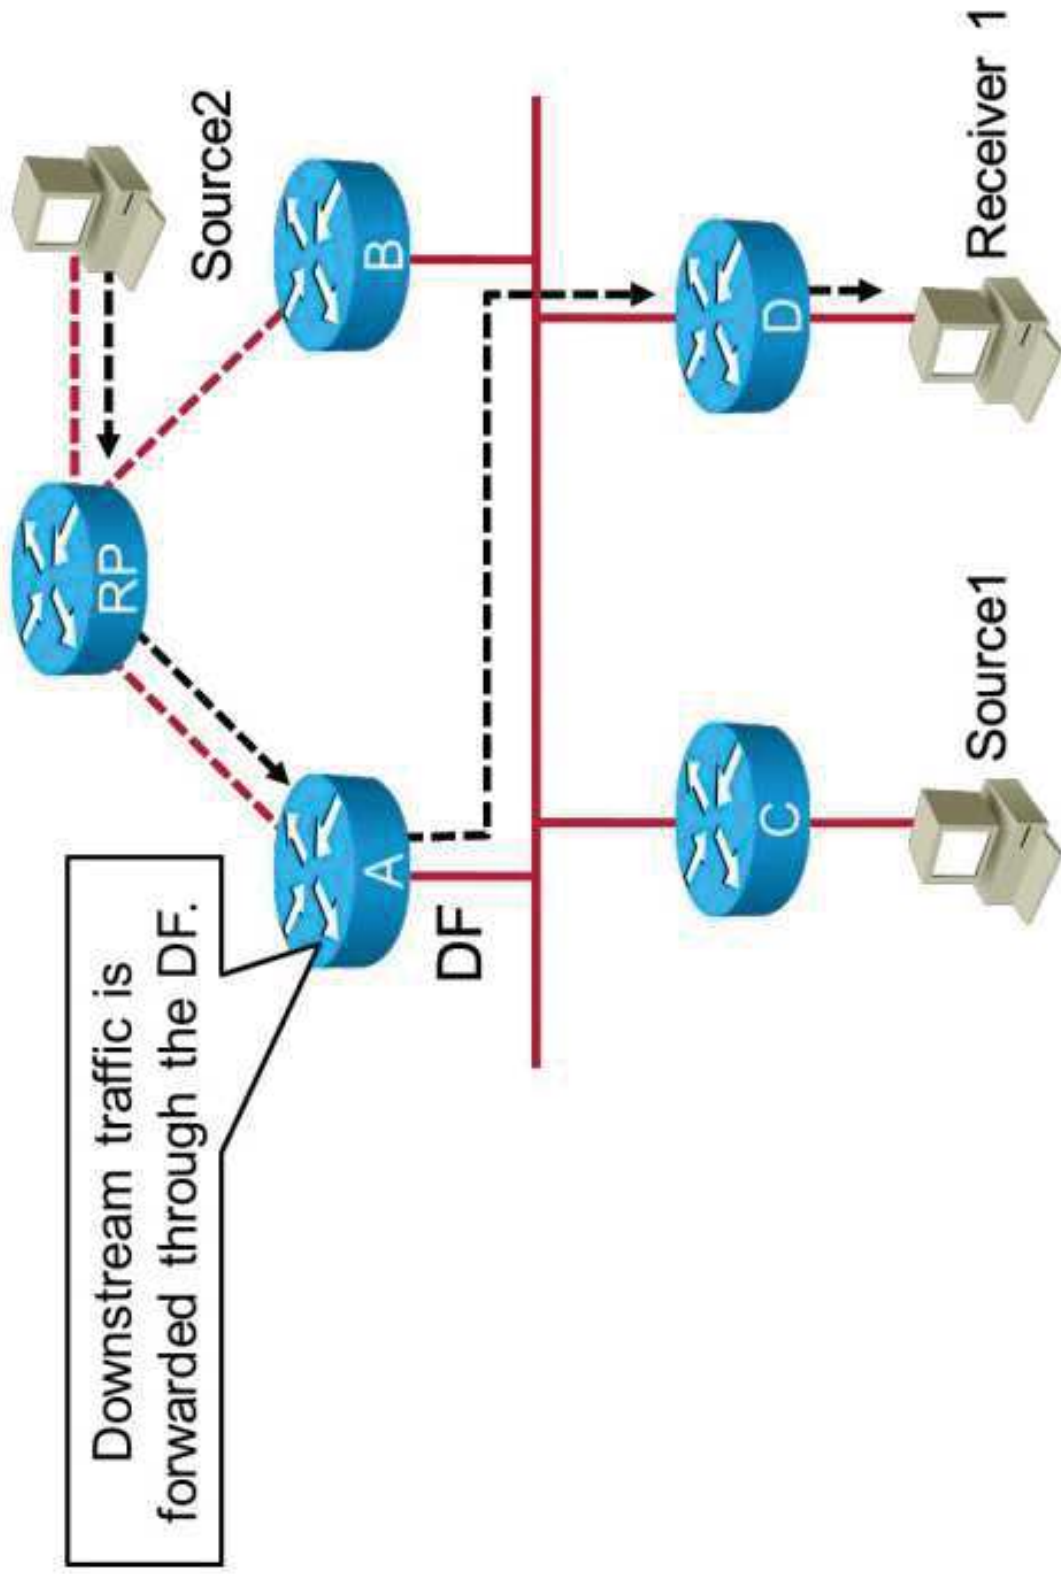 Downstream traffic is
forwarded through the DF.
RP
Source2
A
B
DF
C
D
Source1
Receiver 1